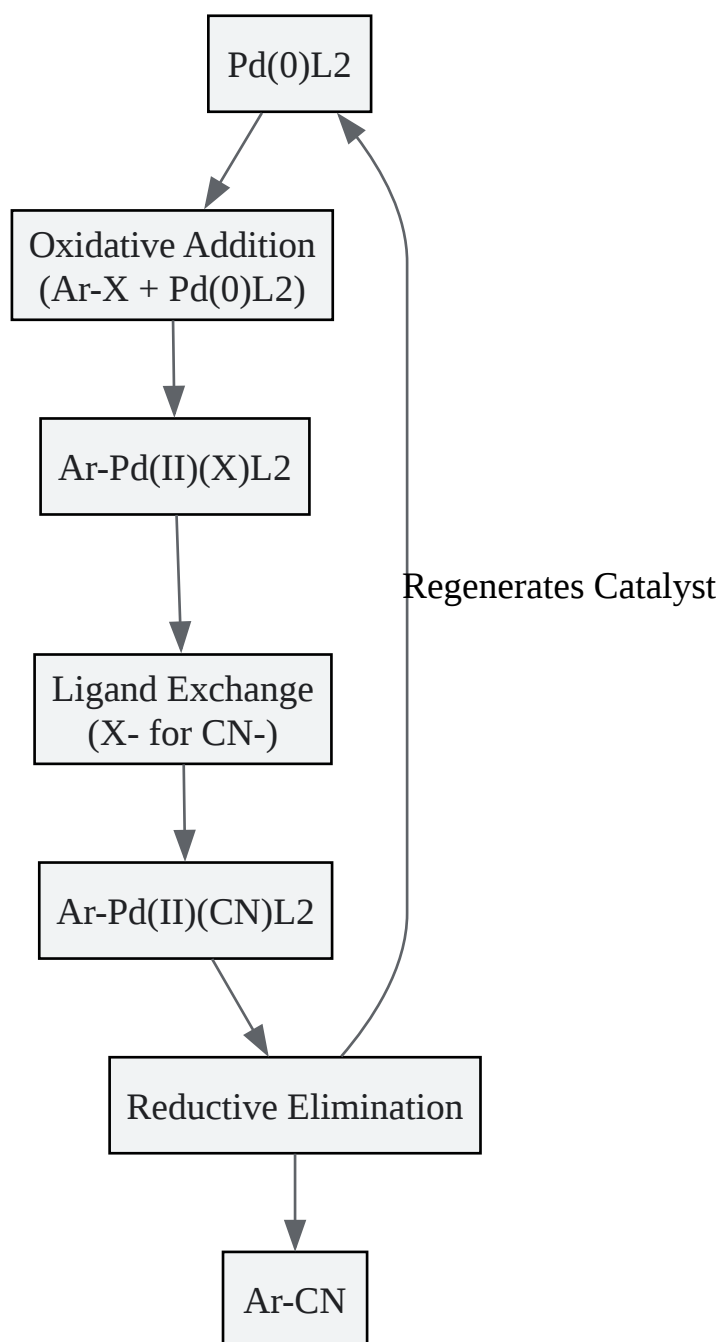 Pd(0)L2
Oxidative Addition
(Ar-X + Pd(0)L2)
Ar-Pd(II)(X)L2
Regenerates Catalyst
Ligand Exchange
(X- for CN-)
Ar-Pd(II)(CN)L2
Reductive Elimination
Ar-CN